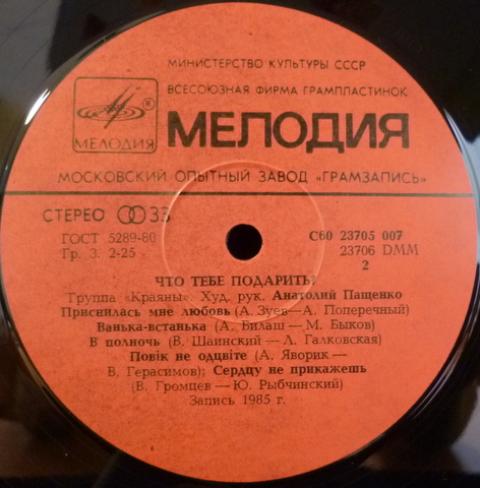 МИНИСТЕРСТВО КУЛЬТУРЫ СССР
ВСЕСОЮЗНАЯ ФИРМА ГРАМПЛАСТИНОК
МЕЛОДИЯ
МЕЛОДИЯ
МОСКОВСКИЙ ОПЫТНЫЙ ЗАВОД «ГРАМЗАПИСЬ»
СТЕРЕО 33
ГОСТ 5289-80
Гр. 3. 2-25
С60 23705 007
23706 DMM
2
ЧТО ТЕБЕ ПОДАРИТЬ?
Группа «Краяны». Худ. рук. Анатолий Пащенко
Приснилась мне любовь (А. Зуев—А. Поперечный)
Ванька-встанька (А. Билаш — М. Быков)
В полночь (В. Шаинский — Л. Галковская)
Повік не одцвіте (А. Яворик —
В. Герасимов); Сердцу не прикажешь
(В. Громцев — Ю. Рыбчинский)
Запись 1985 г.